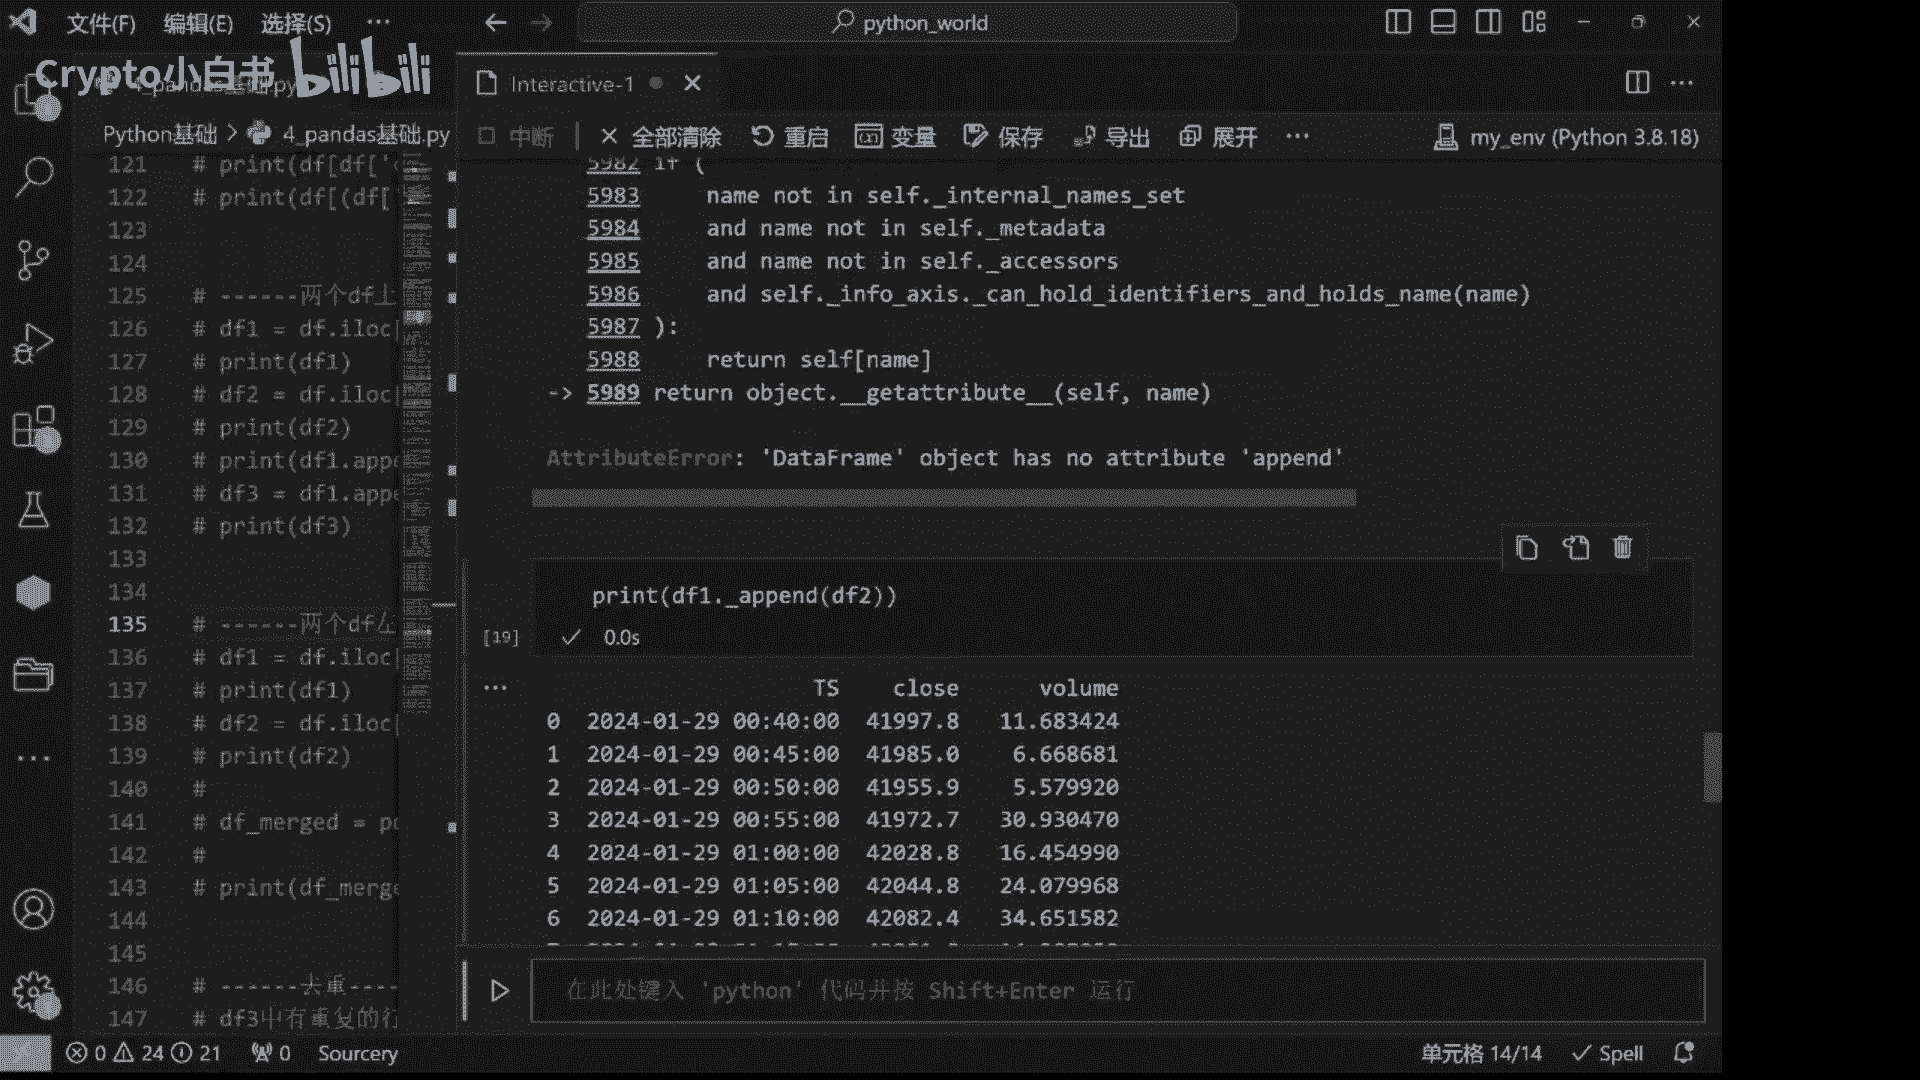 文件(F) 编辑(E) 选择(S) ··· python_world
Crypto小白书 bilibili
4_pandas基础.py
Interactive-1
Python基础 > 4_pandas基础.py
中断 全部清除 重启 变量 保存 导出 展开 ··· my_env (Python 3.8.18)
121 # print(df[df['
122 # print(df[(df[
123
124
125 # ------两个df上
126 # df1 = df.iloc[
127 # print(df1)
128 # df2 = df.iloc[
129 # print(df2)
130 # print(df1.appe
131 # df3 = df1.appe
132 # print(df3)
133
134
135 # ------两个df左
136 # df1 = df.iloc[
137 # print(df1)
138 # df2 = df.iloc[
139 # print(df2)
140 #
141 # df_merged = pd
142 #
143 # print(df_merge
144
145
146 # ------去重----
147 # df3中有重复的行
5982 if (
5983 name not in self._internal_names_set
5984 and name not in self._metadata
5985 and name not in self._accessors
5986 and self._info_axis._can_hold_identifiers_and_holds_name(name)
5987 ):
5988 return self[name]
-> 5989 return object.__getattribute__(self, name)
AttributeError: 'DataFrame' object has no attribute 'append'
print(df1._append(df2))
[19] 0.0s
TS close volume
0 2024-01-29 00:40:00 41997.8 11.683424
1 2024-01-29 00:45:00 41985.0 6.668681
2 2024-01-29 00:50:00 41955.9 5.579920
3 2024-01-29 00:55:00 41972.7 30.930470
4 2024-01-29 01:00:00 42028.8 16.454990
5 2024-01-29 01:05:00 42044.8 24.079968
6 2024-01-29 01:10:00 42082.4 34.651582
在此处键入 'python' 代码并按 Shift+Enter 运行
0 24 21 0 Sourcery 单元格 14/14 Spell